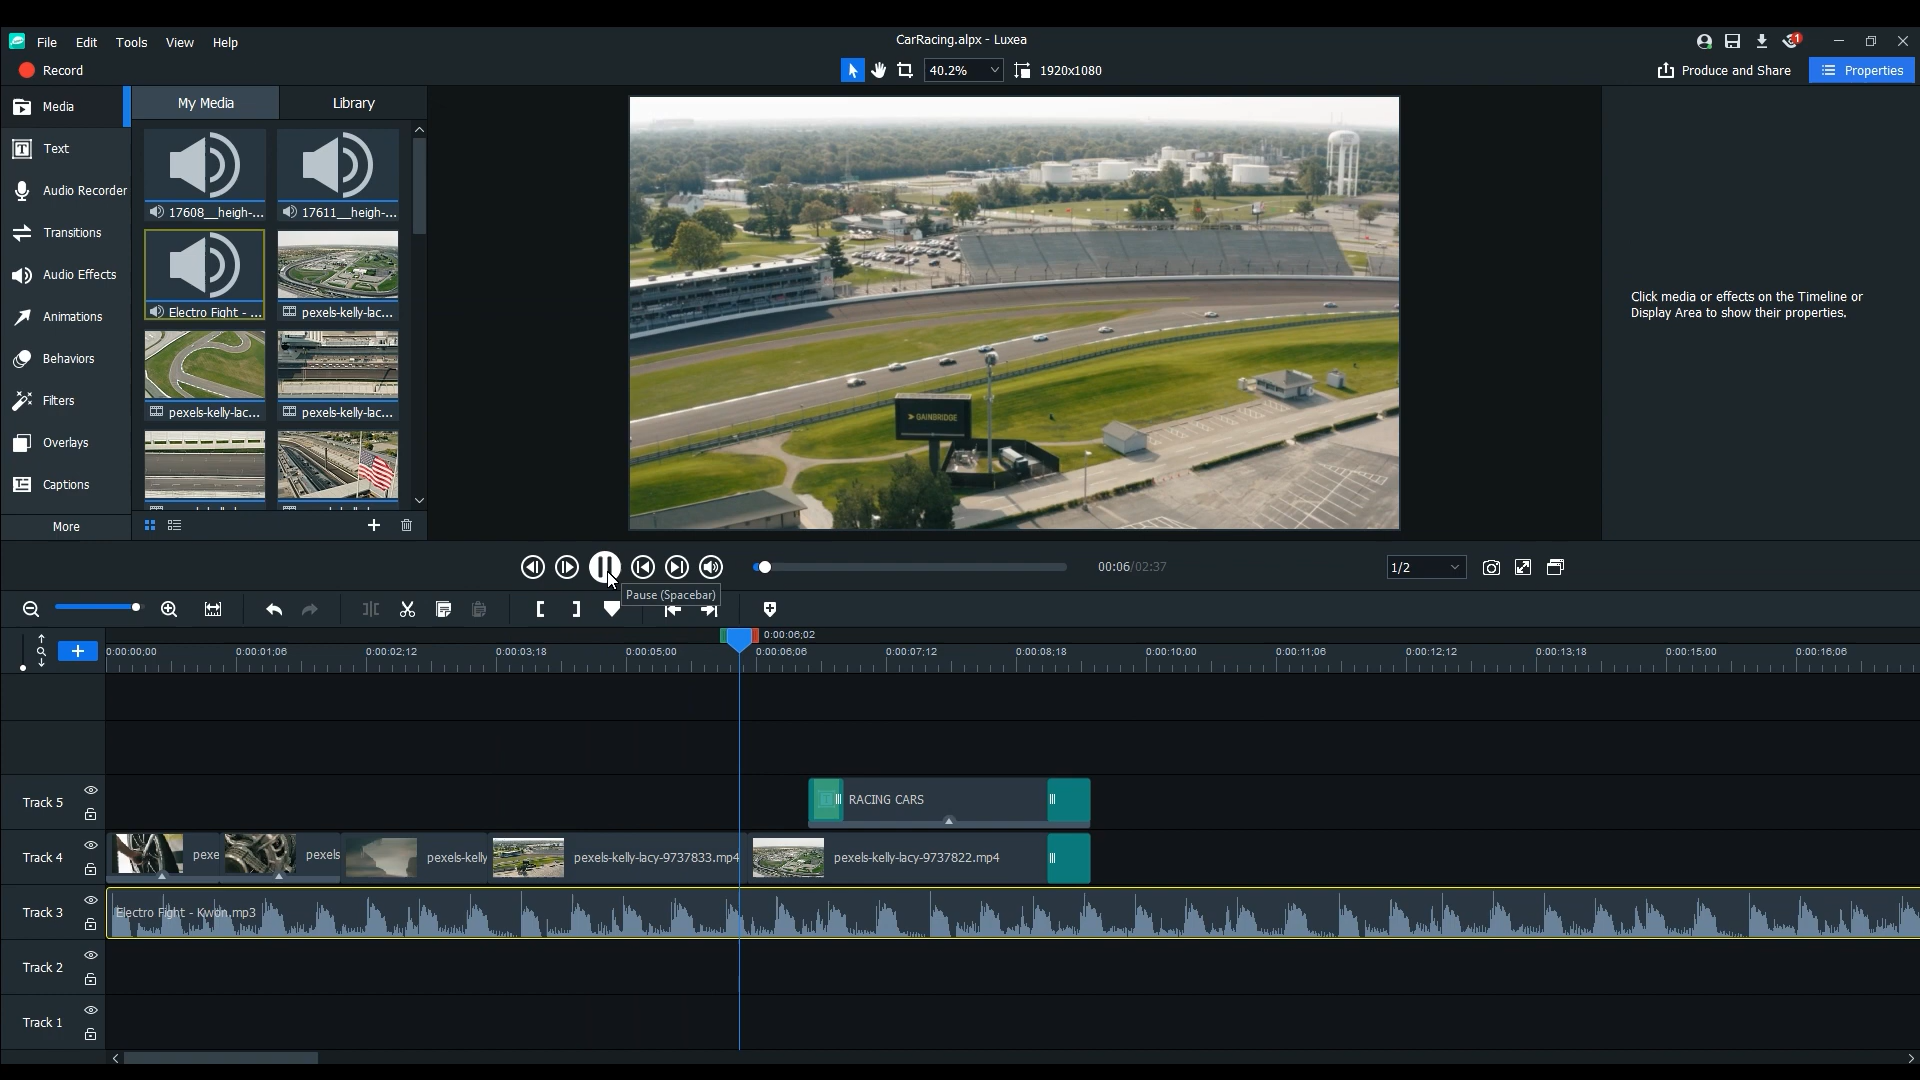 File Edit Tools View Help
CarRacing.alpx - Luxea
1
Record
40.2%
1920x1080
Produce and Share
Properties
Media
My Media
Library
Text
Audio Recorder
Transitions
Audio Effects
Animations
Behaviors
Filters
Overlays
Captions
More
17608__heigh-...
17611__heigh-...
Electro Fight - ...
pexels-kelly-lac...
pexels-kelly-lac...
pexels-kelly-lac...
GAINBRIDGE
Click media or effects on the Timeline or
Display Area to show their properties.
00:06/02:37
1/2
Pause (Spacebar)
0:00:06;02
0:00:00;00 0:00:01;06 0:00:02;12 0:00:03;18 0:00:05;00 0:00:06;06 0:00:07;12 0:00:08;18 0:00:10;00 0:00:11;06 0:00:12;12 0:00:13;18 0:00:15;00 0:00:16;06
Track 5
RACING CARS
Track 4
pexe
pexels
pexels-kelly
pexels-kelly-lacy-9737833.mp4
pexels-kelly-lacy-9737822.mp4
Track 3
Electro Fight - Kwon.mp3
Track 2
Track 1